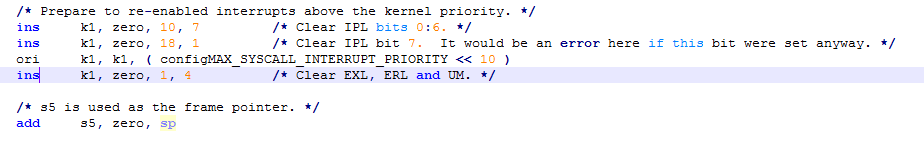 /* Prepare to re-enabled interrupts above the kernel priority. */
ins k1, zero, 10, 7 /* Clear IPL bits 0:6. */
ins k1, zero, 18, 1 /* Clear IPL bit 7. It would be an error here if this bit were set anyway. */
ori k1, k1, ( configMAX_SYSCALL_INTERRUPT_PRIORITY << 10 )
ins k1, zero, 1, 4 /* Clear EXL, ERL and UM. */
/* s5 is used as the frame pointer. */
add s5, zero, sp